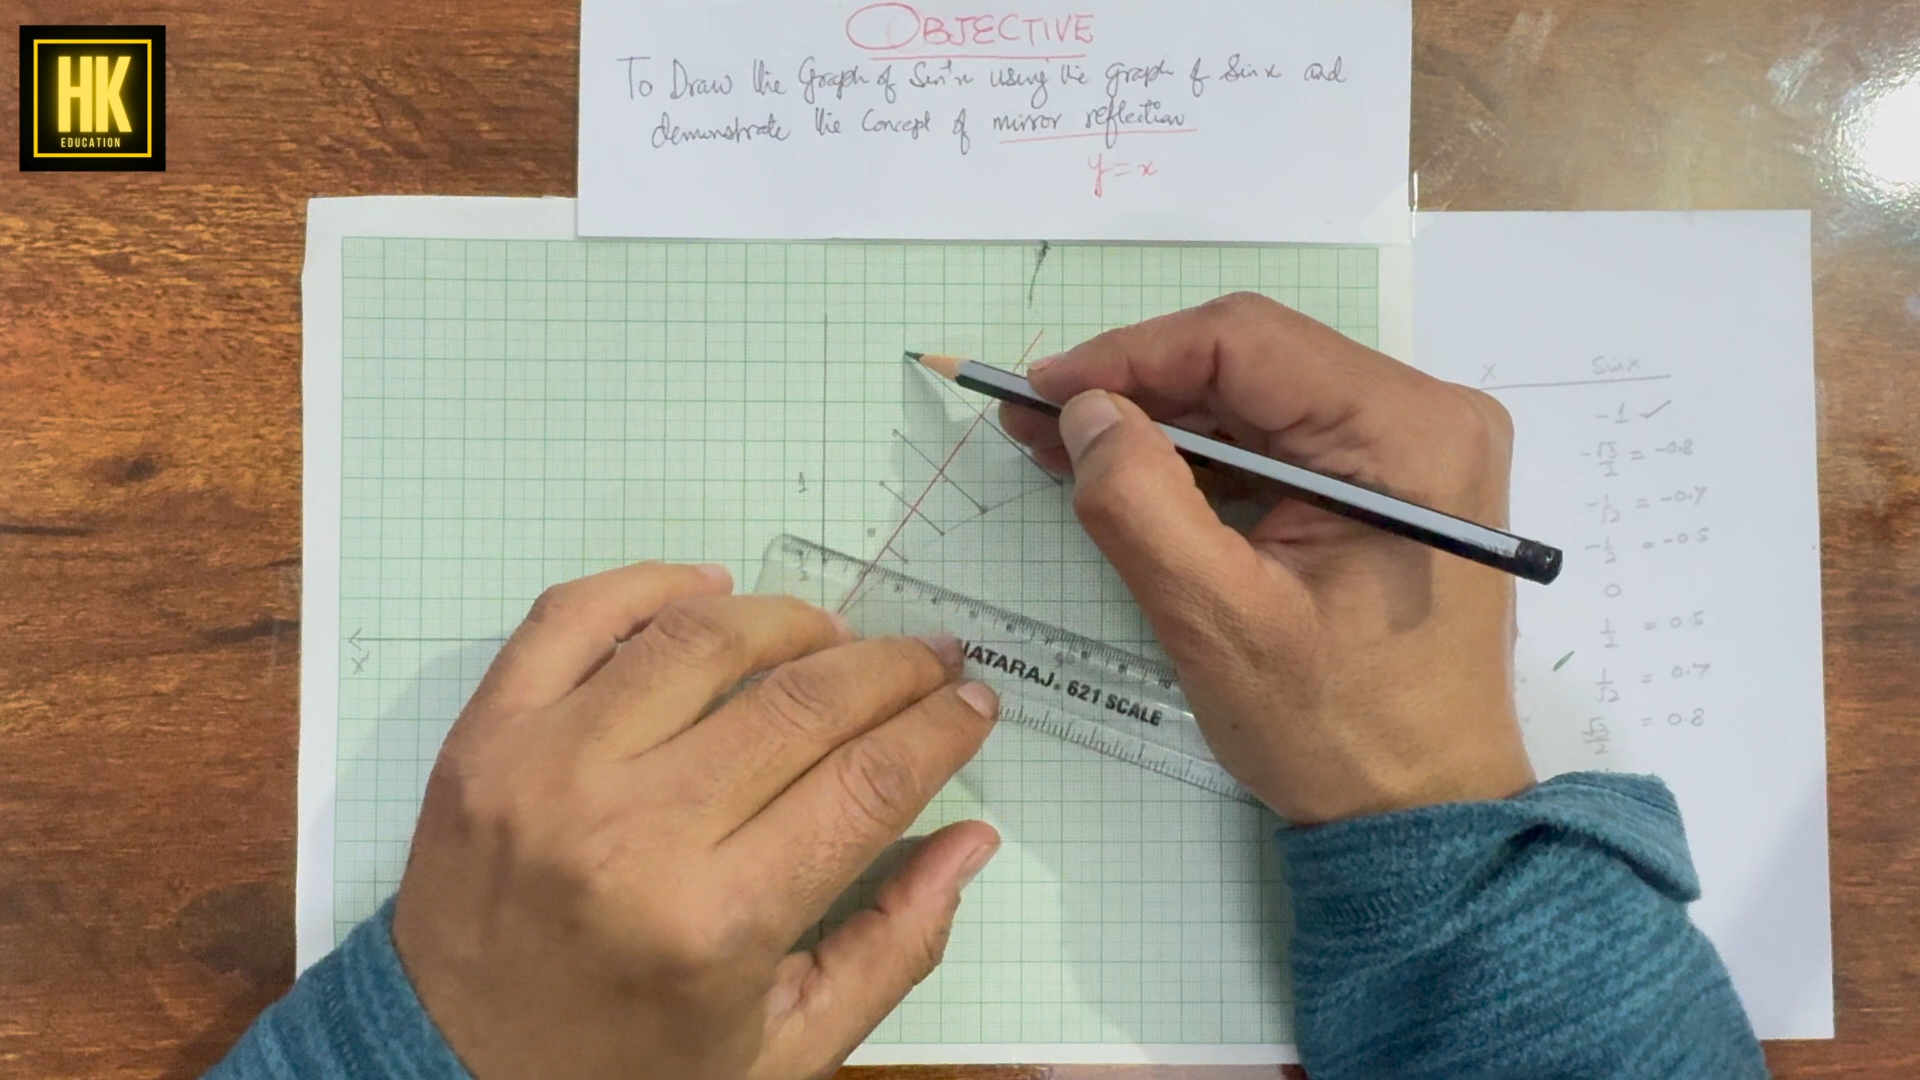 HK
EDUCATION
OBJECTIVE
To Draw the Graph of Sin⁻¹x using the graph of Sinx and
demonstrate the Concept of mirror reflection
y = x
1
X'
NATARAJ. 621 SCALE
X Sinx
-1 ✓
-√3/2 = -0.8
-1/√2 = -0.7
-1/2 = -0.5
0
1/2 = 0.5
1/√2 = 0.7
√3/2 = 0.8